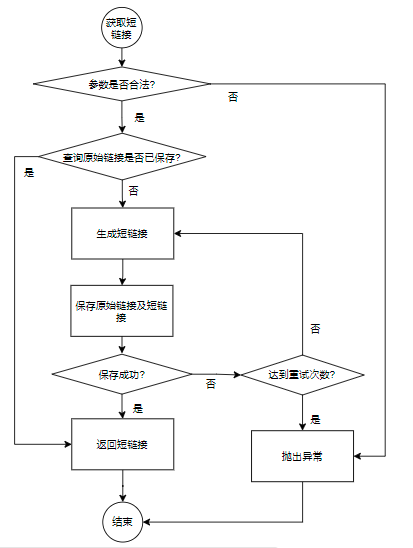 获取短
链接
参数是否合法?
否
是
查询原始链接是否已保存?
是
否
生成短链接
保存原始链接及短链
接
否
保存成功?
达到重试次数?
否
是
是
返回短链接
抛出异常
结束